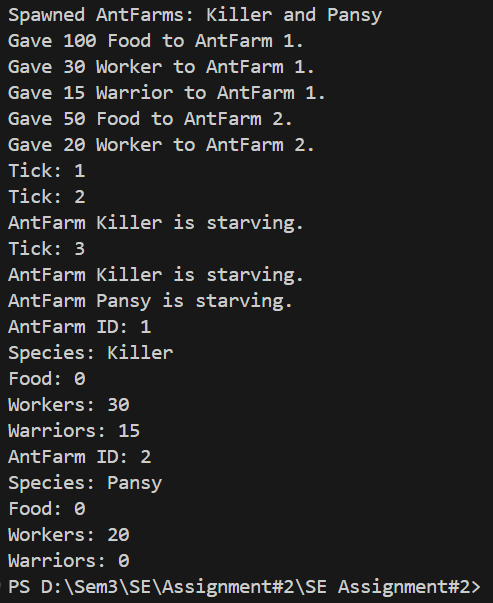 Spawned AntFarms: Killer and Pansy
Gave 100 Food to AntFarm 1.
Gave 30 Worker to AntFarm 1.
Gave 15 Warrior to AntFarm 1.
Gave 50 Food to AntFarm 2.
Gave 20 Worker to AntFarm 2.
Tick: 1
Tick: 2
AntFarm Killer is starving.
Tick: 3
AntFarm Killer is starving.
AntFarm Pansy is starving.
AntFarm ID: 1
Species: Killer
Food: 0
Workers: 30
Warriors: 15
AntFarm ID: 2
Species: Pansy
Food: 0
Workers: 20
Warriors: 0
PS D:\Sem3\SE\Assignment#2\SE Assignment#2>